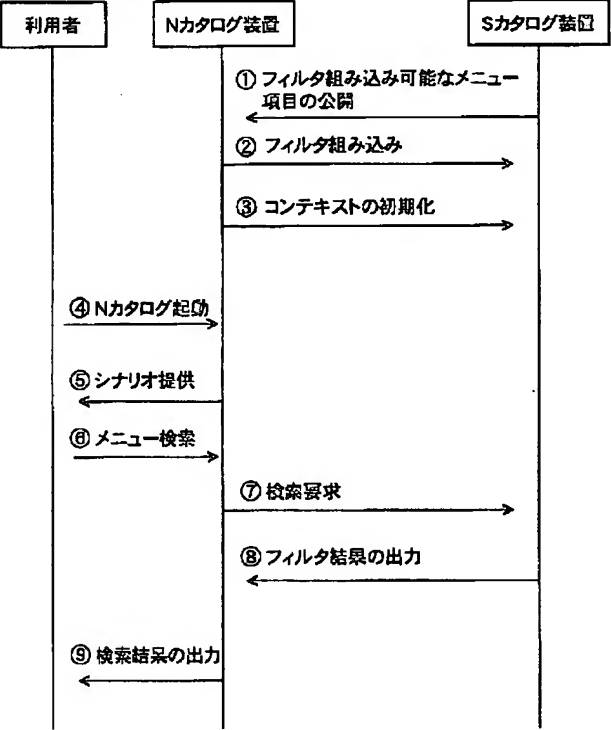 利用者
Nカタログ装置
Sカタログ装置
① フィルタ組み込み可能なメニュー
項目の公開
② フィルタ組み込み
③ コンテキストの初期化
④ Nカタログ起動
⑤ シナリオ提供
⑥ メニュー検索
⑦ 検索要求
⑧ フィルタ結果の出力
⑨ 検索結果の出力